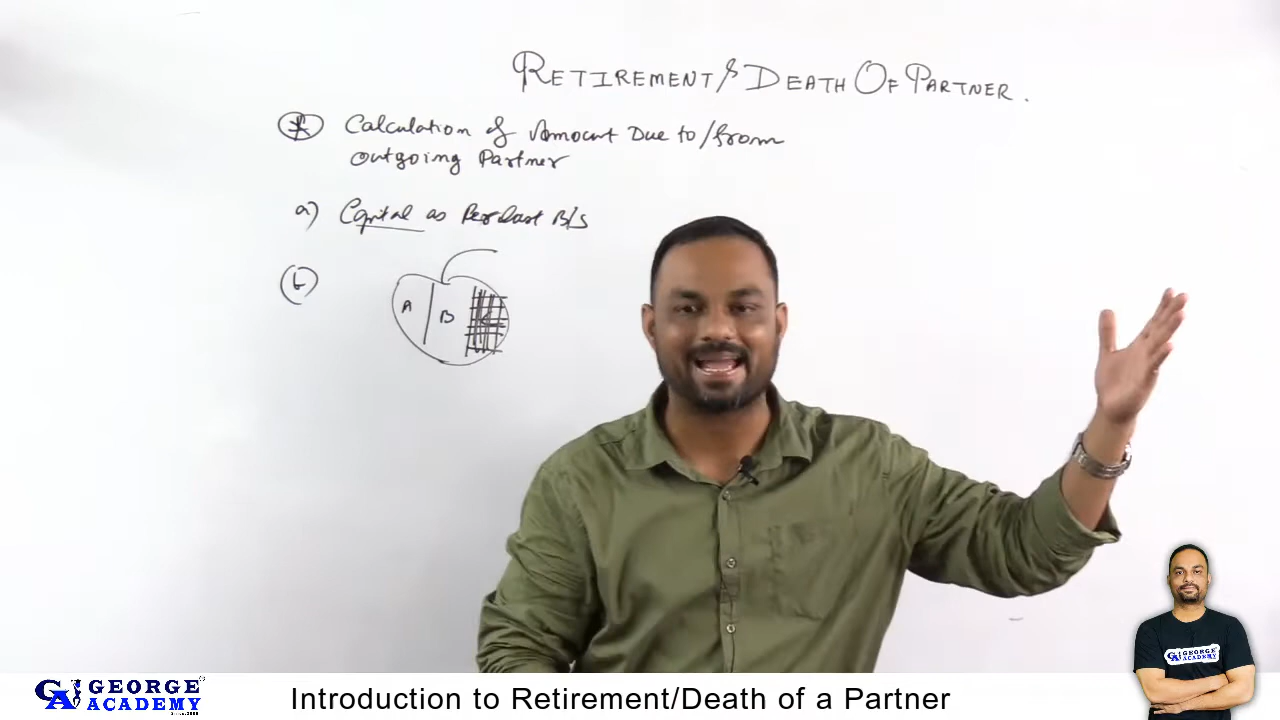 RETIREMENT & DEATH OF PARTNER.
* Calculation of Amount Due to/from
outgoing Partner
a) Capital as Per last B/S
b
A B
GEORGE
ACADEMY
Introduction to Retirement/Death of a Partner
GEORGE
ACADEMY